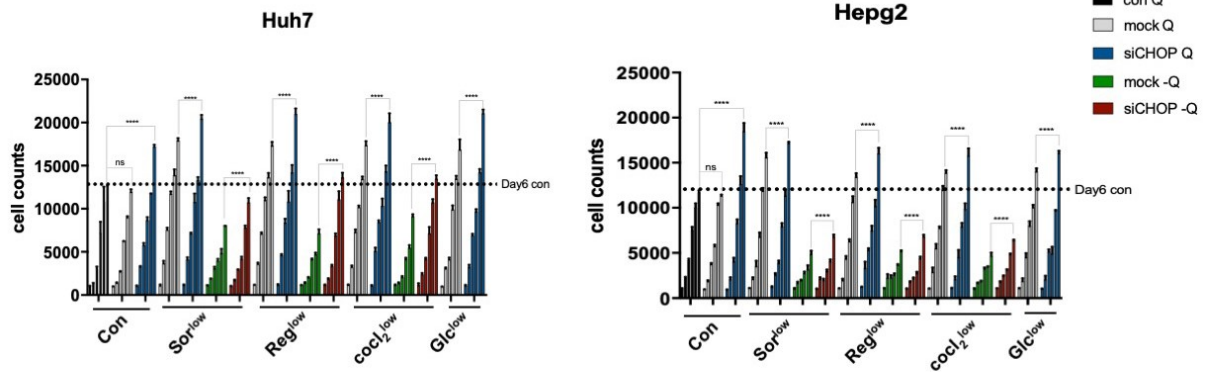 Huh7
cell counts
25000
20000
15000
10000
5000
0
****
ns
****
****
****
****
****
****
****
Day6 con
Con
Sorlow
Reglow
cocl2low
Glclow
Hepg2
cell counts
25000
20000
15000
10000
5000
0
****
ns
****
****
****
****
****
****
****
Day6 con
Con
Sorlow
Reglow
cocl2low
Glclow
con Q
mock Q
siCHOP Q
mock -Q
siCHOP -Q